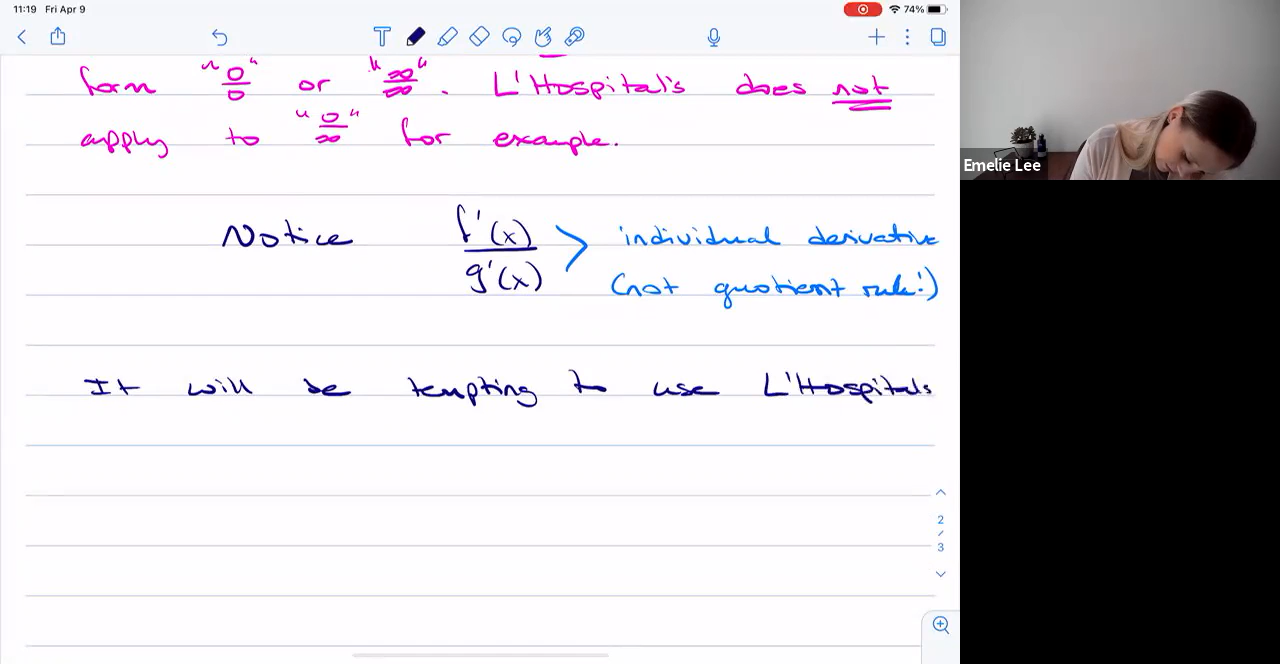 11:19 Fri Apr 9
74%
form "0/0" or "∞/∞". L'Hospital's does not
apply to "0/∞" for example.
Notice f'(x)/g'(x) > individual derivative
(not quotient rule!)
It will be tempting to use L'Hospitals
2/3
Emelie Lee